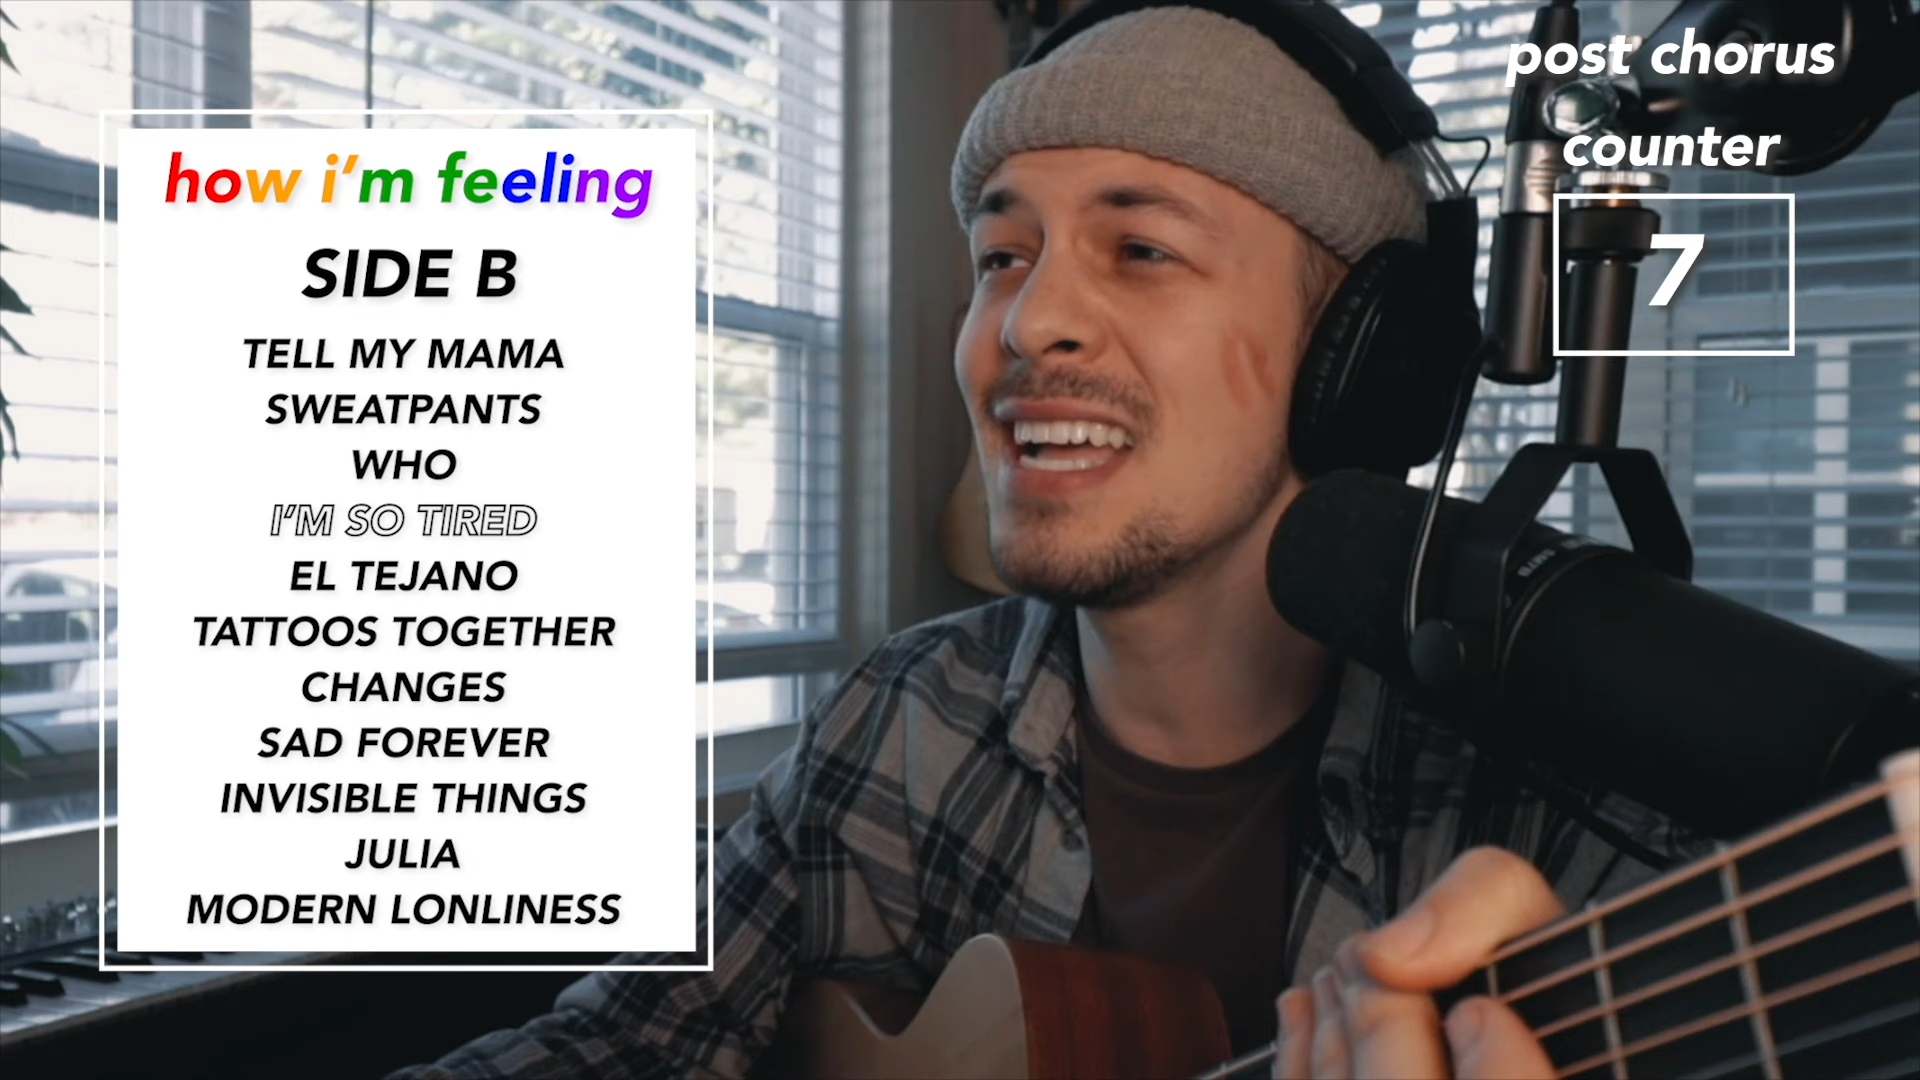 how i'm feeling
SIDE B
TELL MY MAMA
SWEATPANTS
WHO
I'M SO TIRED
EL TEJANO
TATTOOS TOGETHER
CHANGES
SAD FOREVER
INVISIBLE THINGS
JULIA
MODERN LONLINESS
post chorus
counter
7